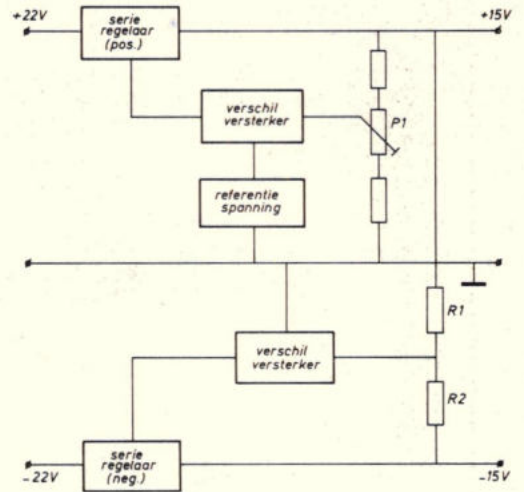 +22V
serie
regelaar
(pos.)
+15V
verschil
versterker
P1
referentie
spanning
R1
verschil
versterker
R2
serie
regelaar
(neg.)
-22V
-15V